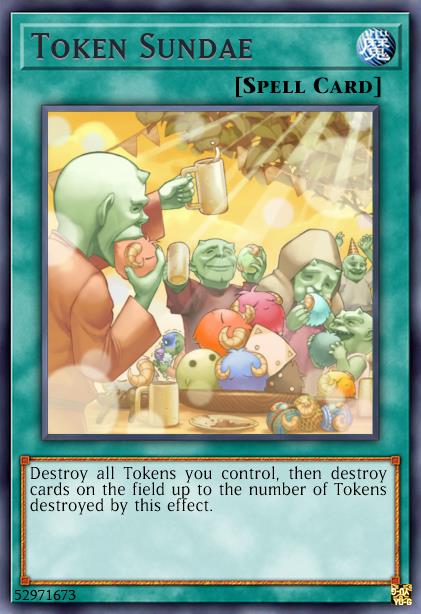 Token Sundae
魔
[Spell Card]
Destroy all Tokens you control, then destroy
cards on the field up to the number of Tokens
destroyed by this effect.
52971673